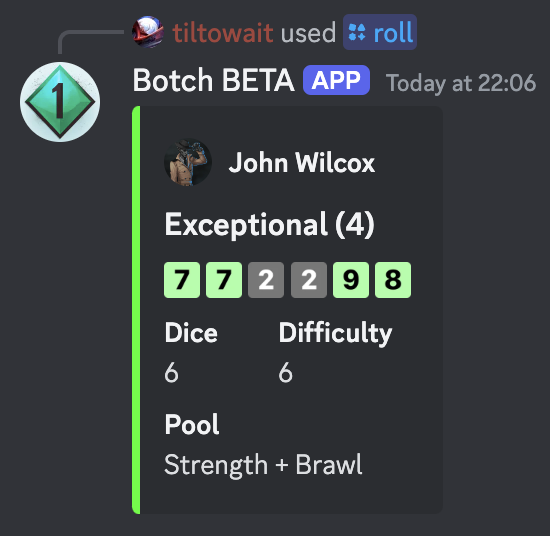 tiltowait used roll
1
Botch BETA APP Today at 22:06
John Wilcox
Exceptional (4)
7 7 2 2 9 8
Dice Difficulty
6 6
Pool
Strength + Brawl